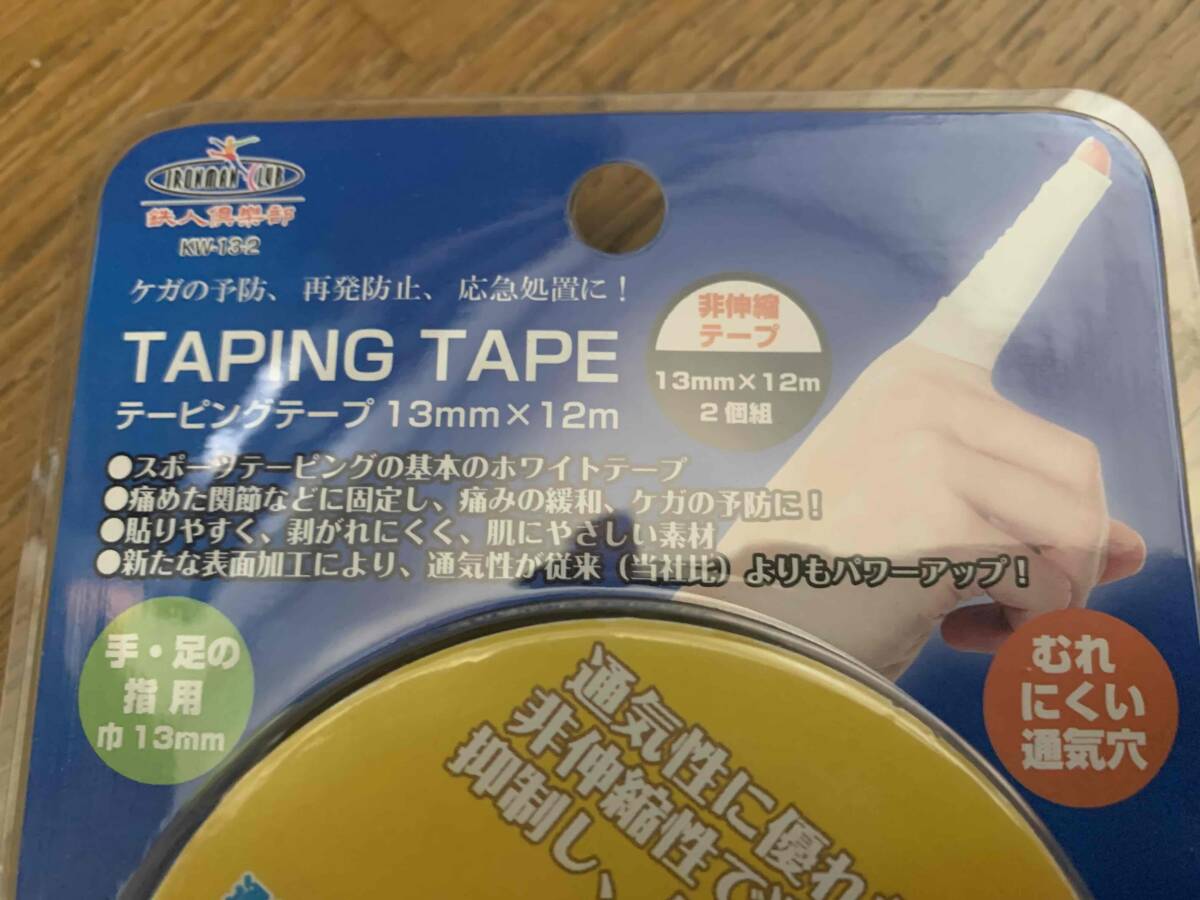 IRONMAN CLUB
鉄人倶楽部
KW-13-2
ケガの予防、再発防止、応急処置に！
TAPING TAPE
テーピングテープ 13mm×12m
非伸縮
テープ
13mm×12m
2個組
●スポーツテーピングの基本のホワイトテープ
●痛めた関節などに固定し、痛みの緩和、ケガの予防に！
●貼りやすく、剥がれにくく、肌にやさしい素材
●新たな表面加工により、通気性が従来（当社比）よりもパワーアップ！
手・足の
指用
巾13mm
むれ
にくい
通気穴
通気性に優れ
非伸縮性で
抑制し、